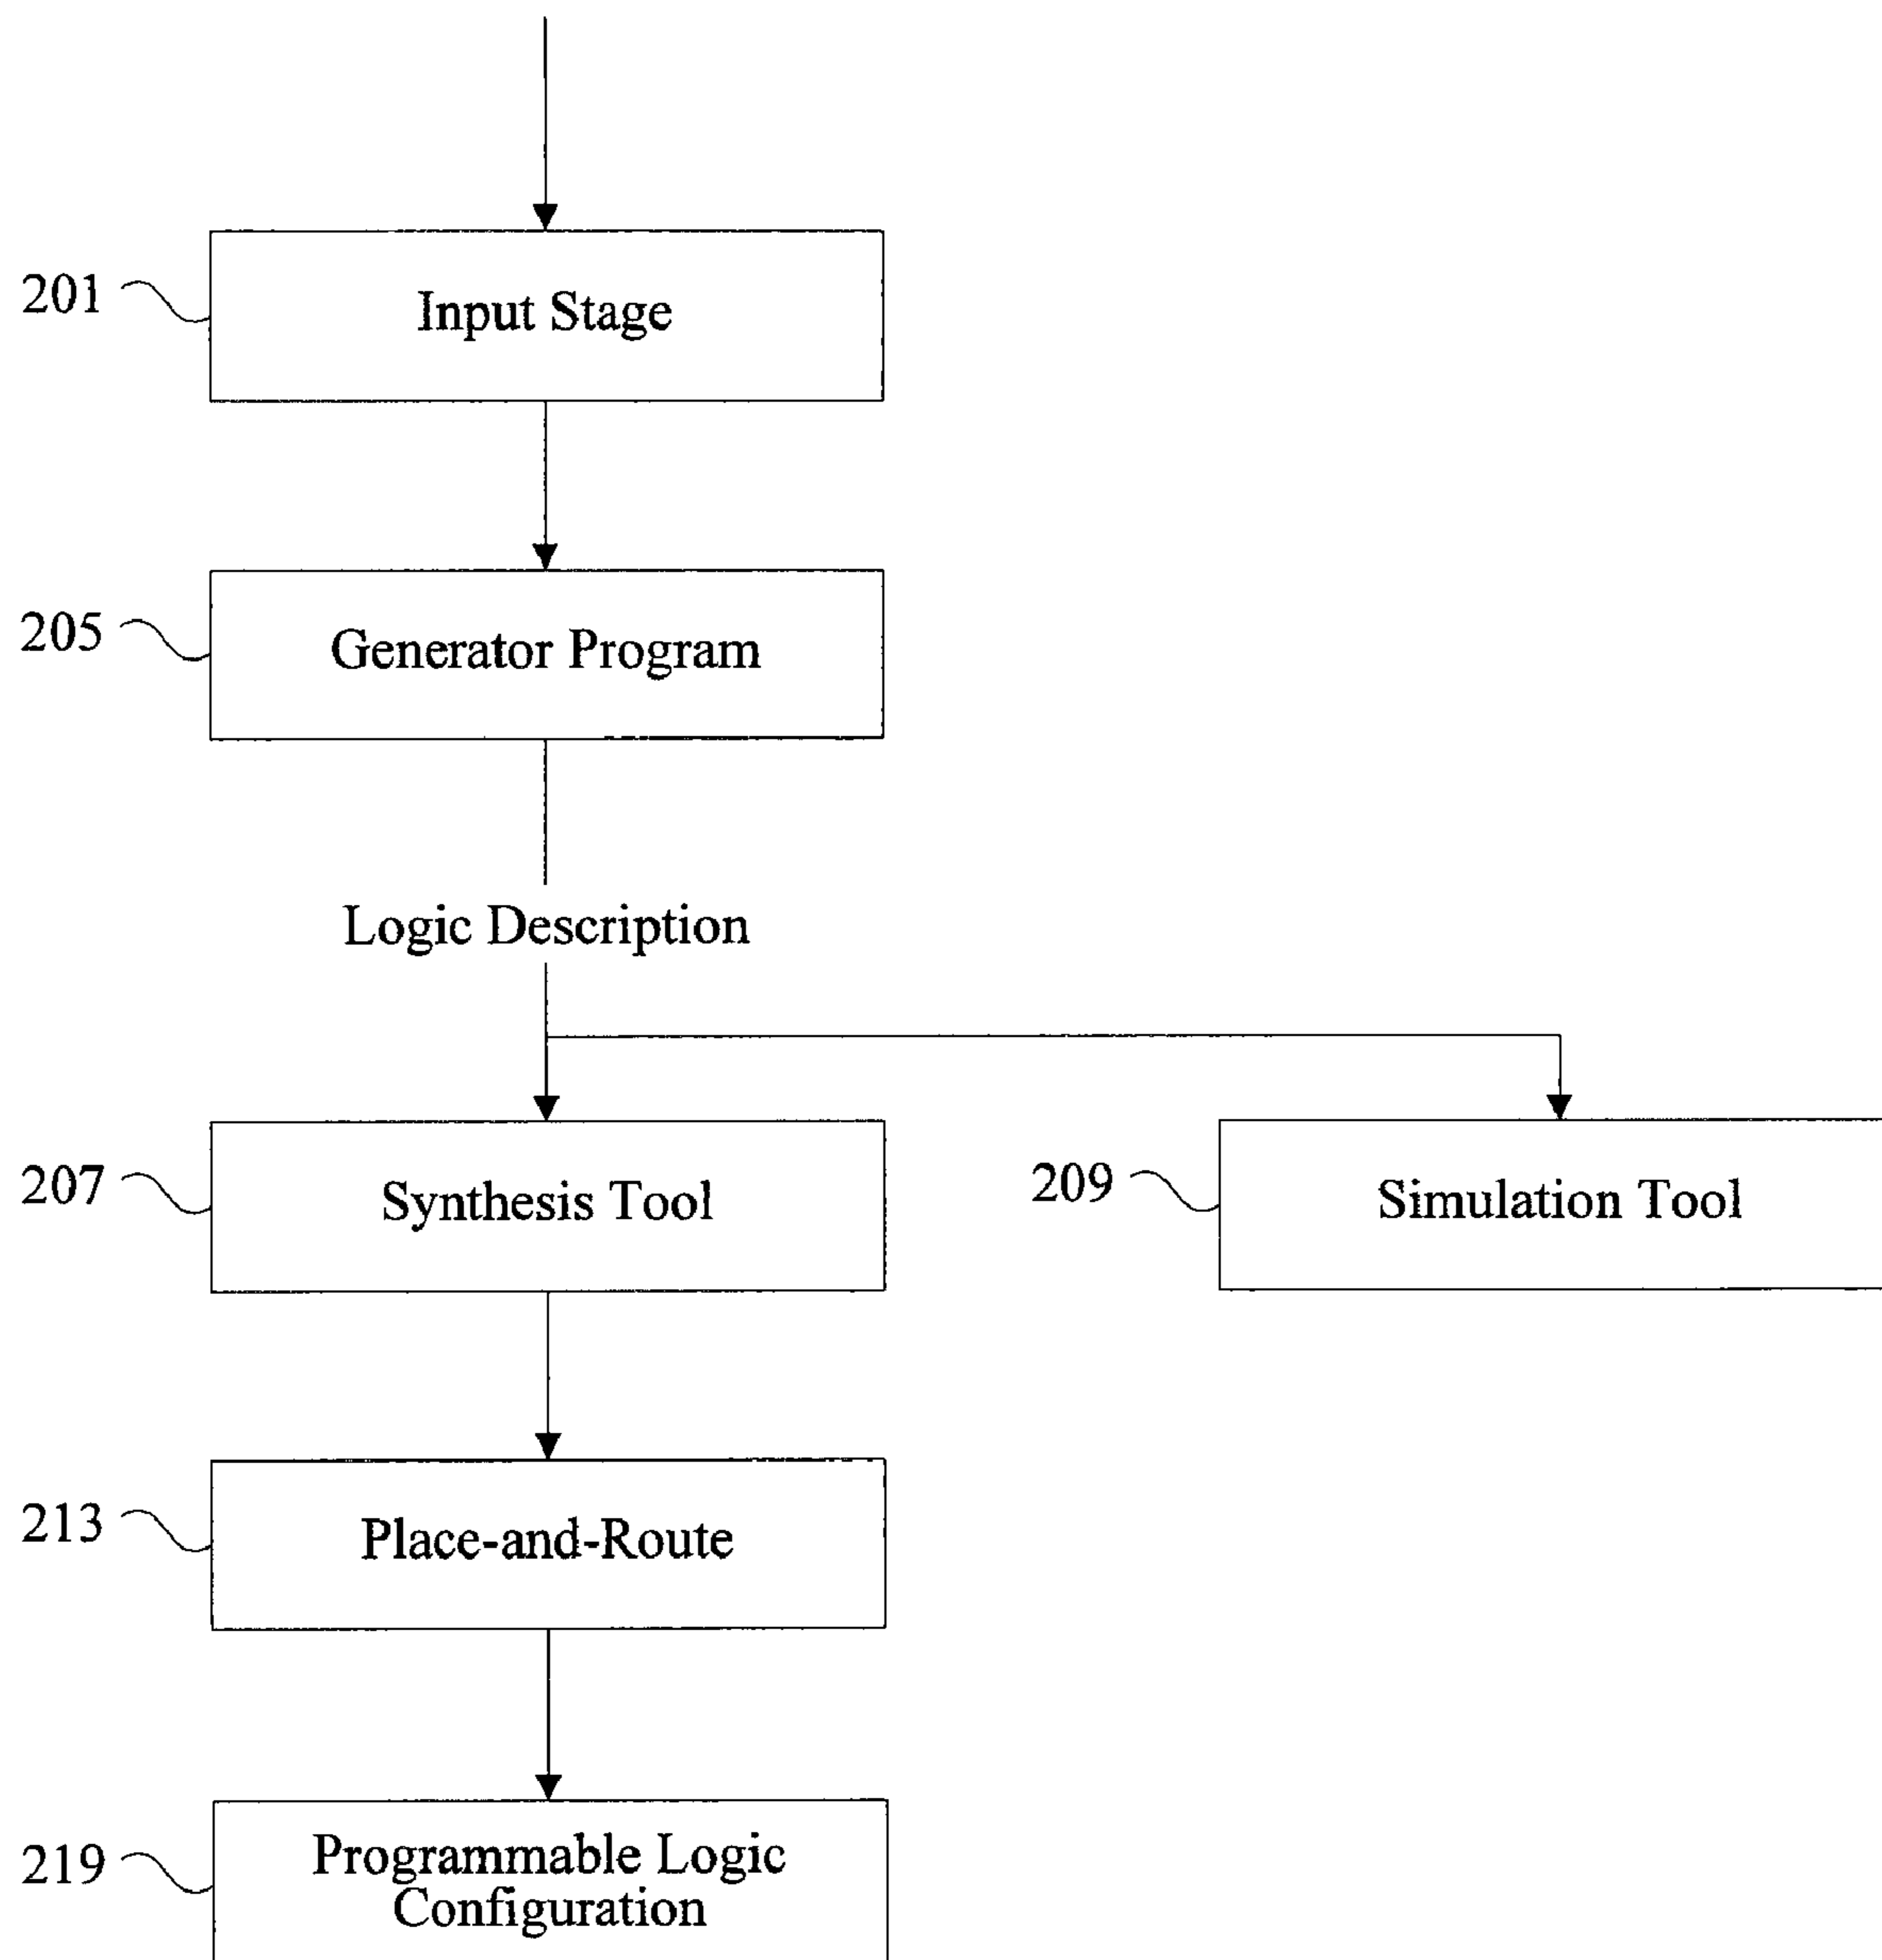 201
Input Stage
205
Generator Program
Logic Description
207
Synthesis Tool
209
Simulation Tool
213
Place-and-Route
219
Programmable Logic
Configuration